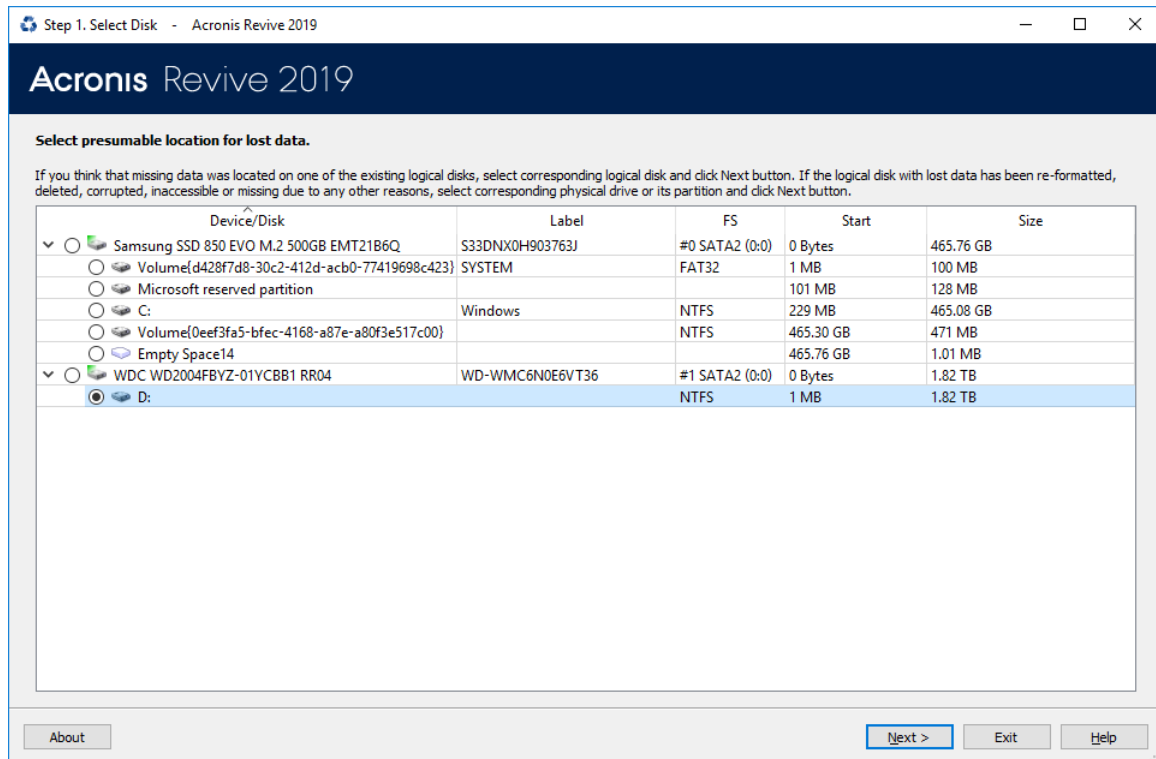 Step 1. Select Disk - Acronis Revive 2019
Acronis Revive 2019
Select presumable location for lost data.
If you think that missing data was located on one of the existing logical disks, select corresponding logical disk and click Next button. If the logical disk with lost data has been re-formatted,
deleted, corrupted, inaccessible or missing due to any other reasons, select corresponding physical drive or its partition and click Next button.
Device/Disk Label FS Start Size
Samsung SSD 850 EVO M.2 500GB EMT21B6Q S33DNX0H903763J #0 SATA2 (0:0) 0 Bytes 465.76 GB
Volume{d428f7d8-30c2-412d-acb0-77419698c423} SYSTEM FAT32 1 MB 100 MB
Microsoft reserved partition 101 MB 128 MB
C: Windows NTFS 229 MB 465.08 GB
Volume{0eef3fa5-bfec-4168-a87e-a80f3e517c00} NTFS 465.30 GB 471 MB
Empty Space14 465.76 GB 1.01 MB
WDC WD2004FBYZ-01YCBB1 RR04 WD-WMC6N0E6VT36 #1 SATA2 (0:0) 0 Bytes 1.82 TB
D: NTFS 1 MB 1.82 TB
About Next > Exit Help